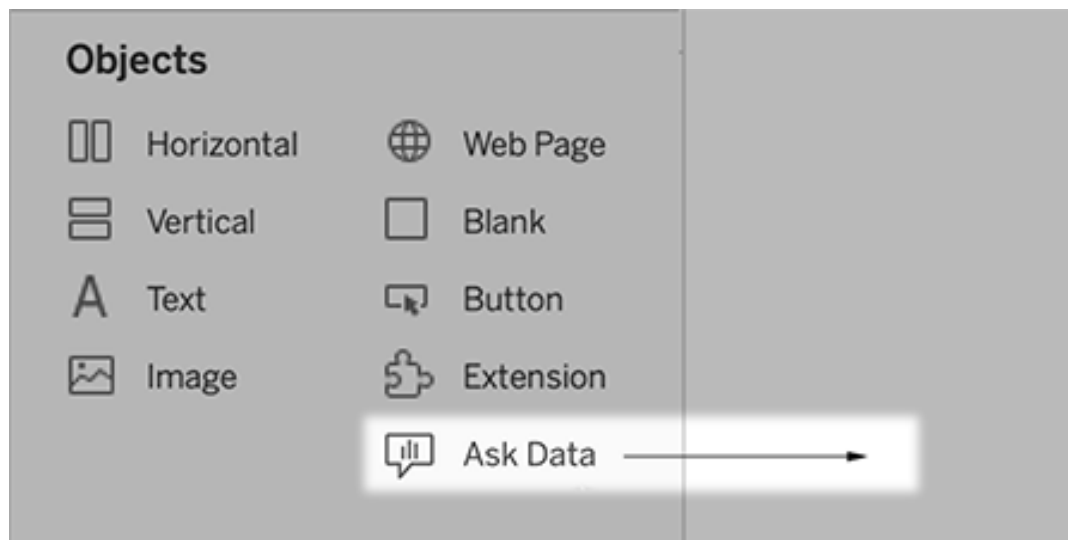 Objects
Horizontal
Web Page
Vertical
Blank
Text
Button
Image
Extension
Ask Data